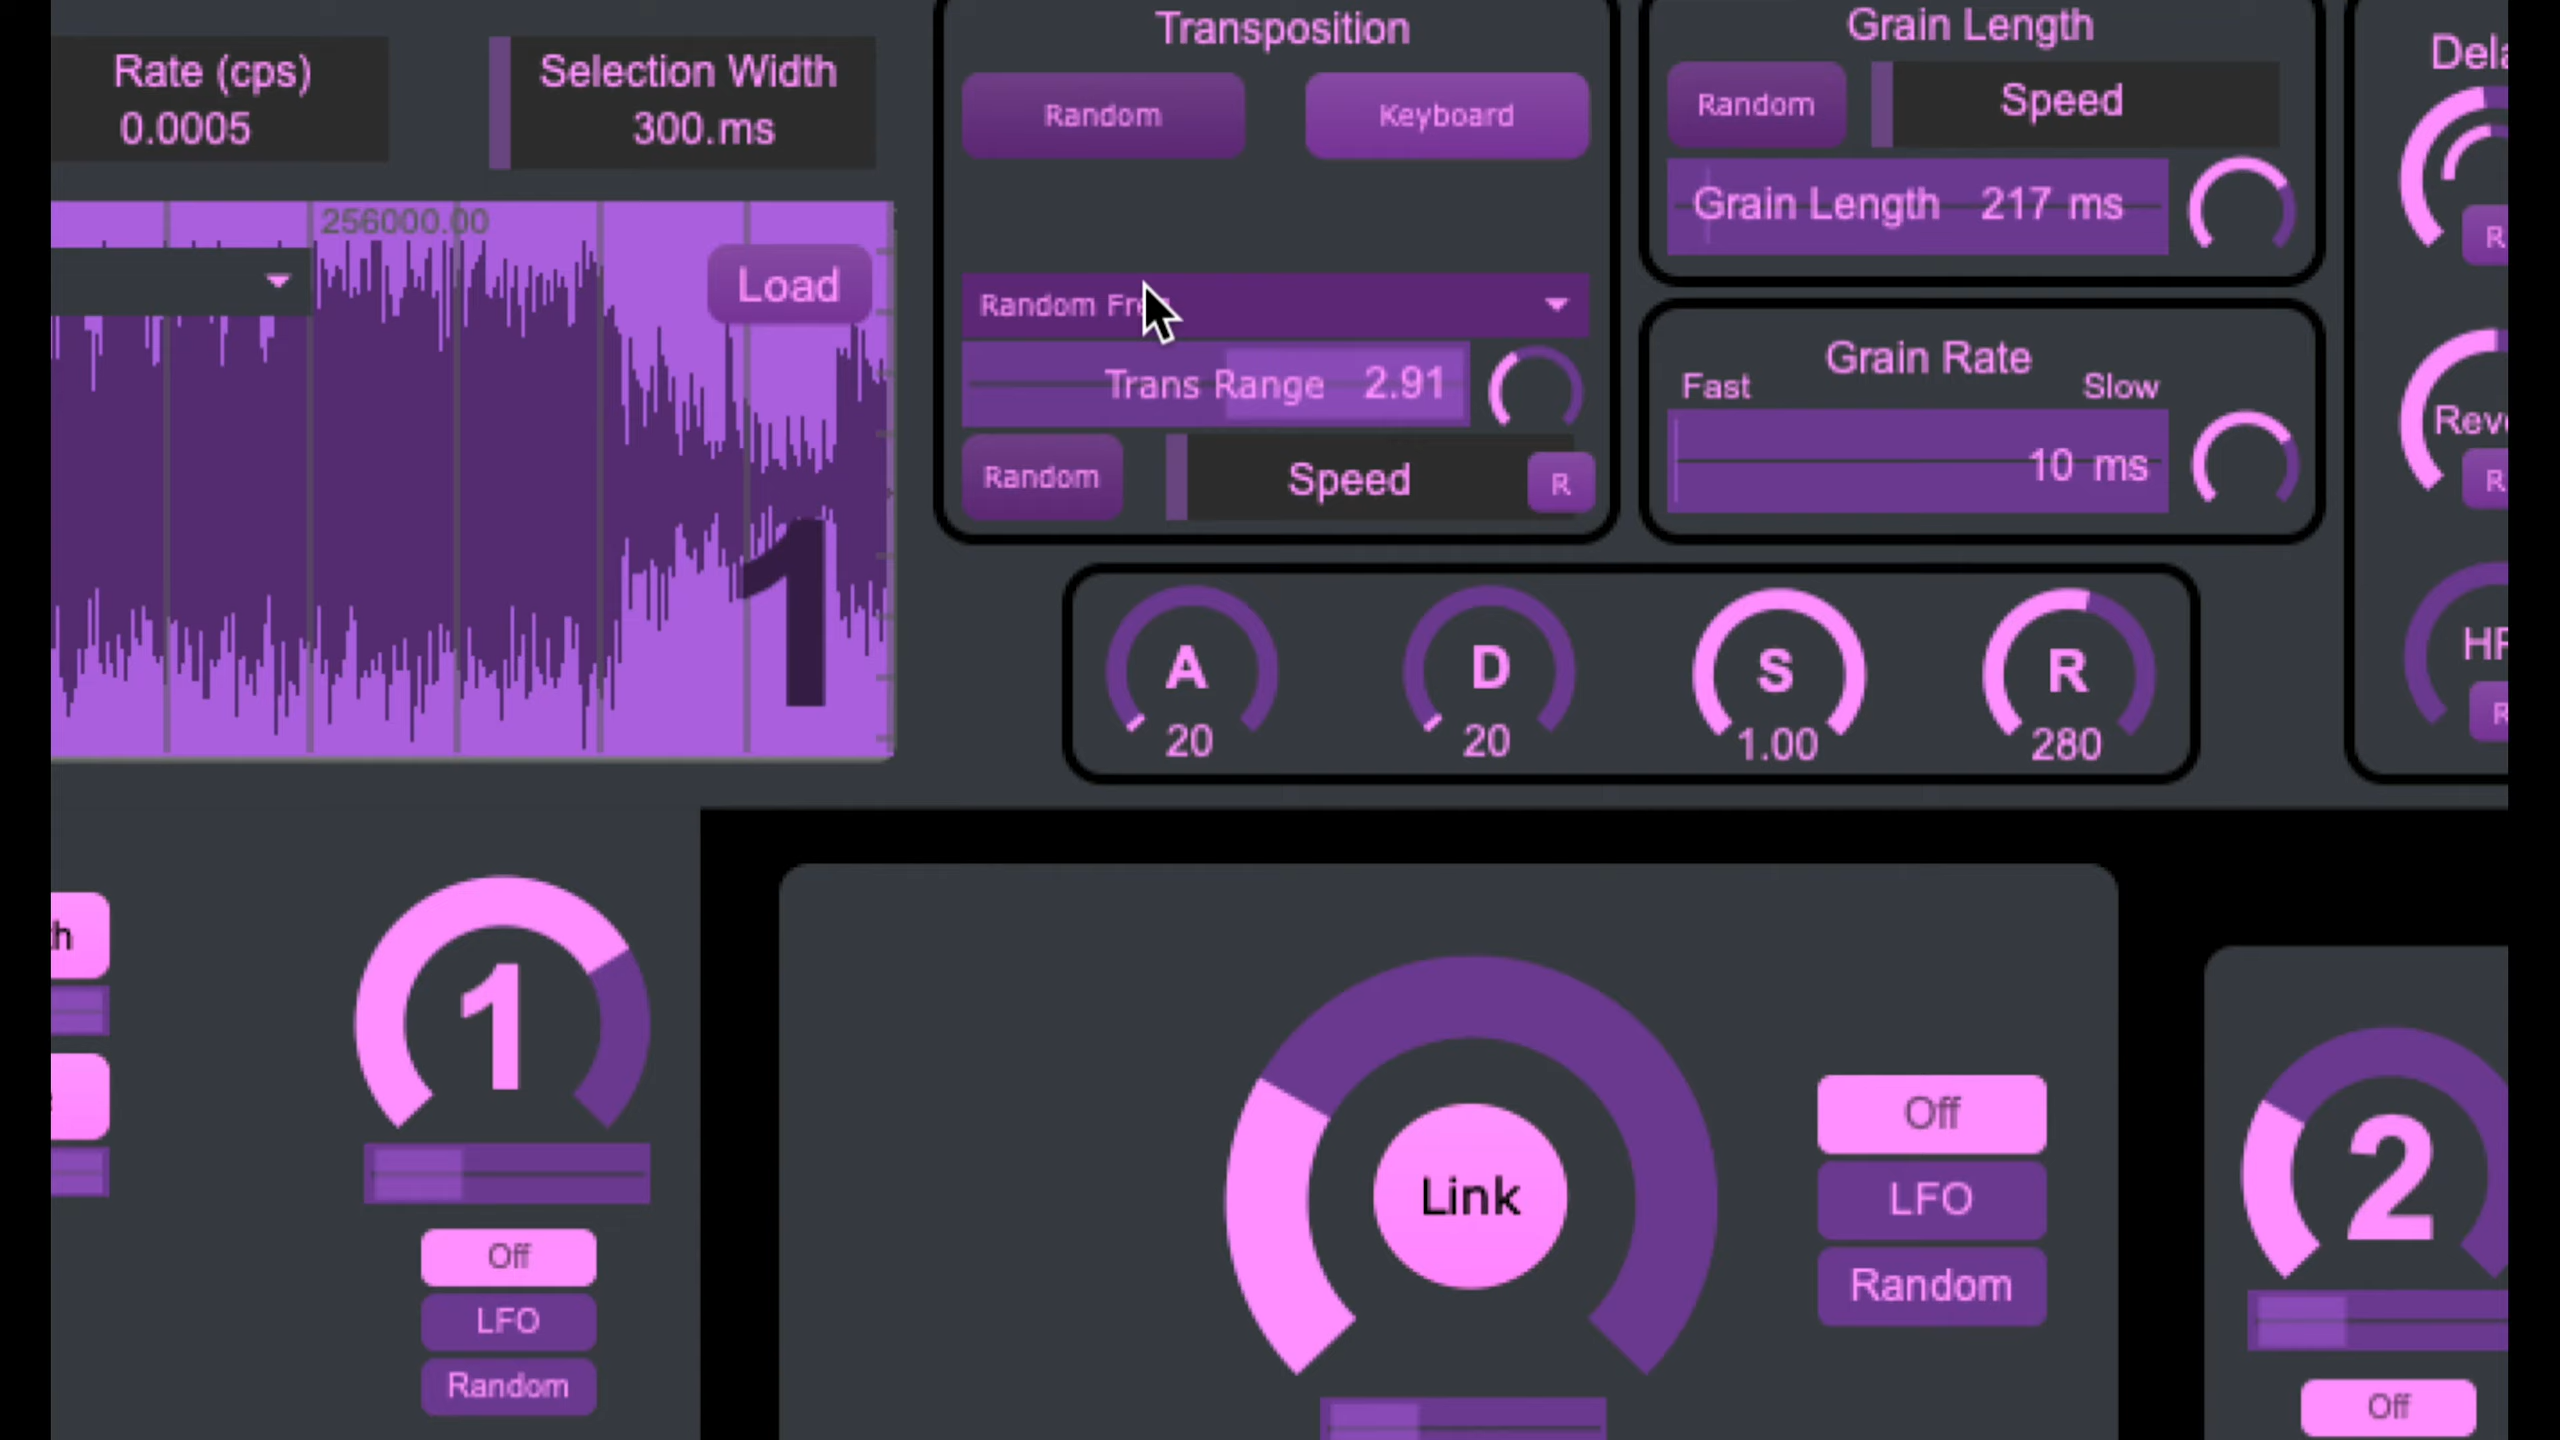 Rate (cps)
0.0005
Selection Width
300.ms
256000.00
Load
1
Transposition
Random
Keyboard
Random
Trans Range 2.91
Random
Speed
R
Grain Length
Random
Speed
Grain Length 217 ms
Grain Rate
Fast
Slow
10 ms
A
20
D
20
S
1.00
R
280
R
R
1
Off
LFO
Random
Link
Off
LFO
Random
2
Off